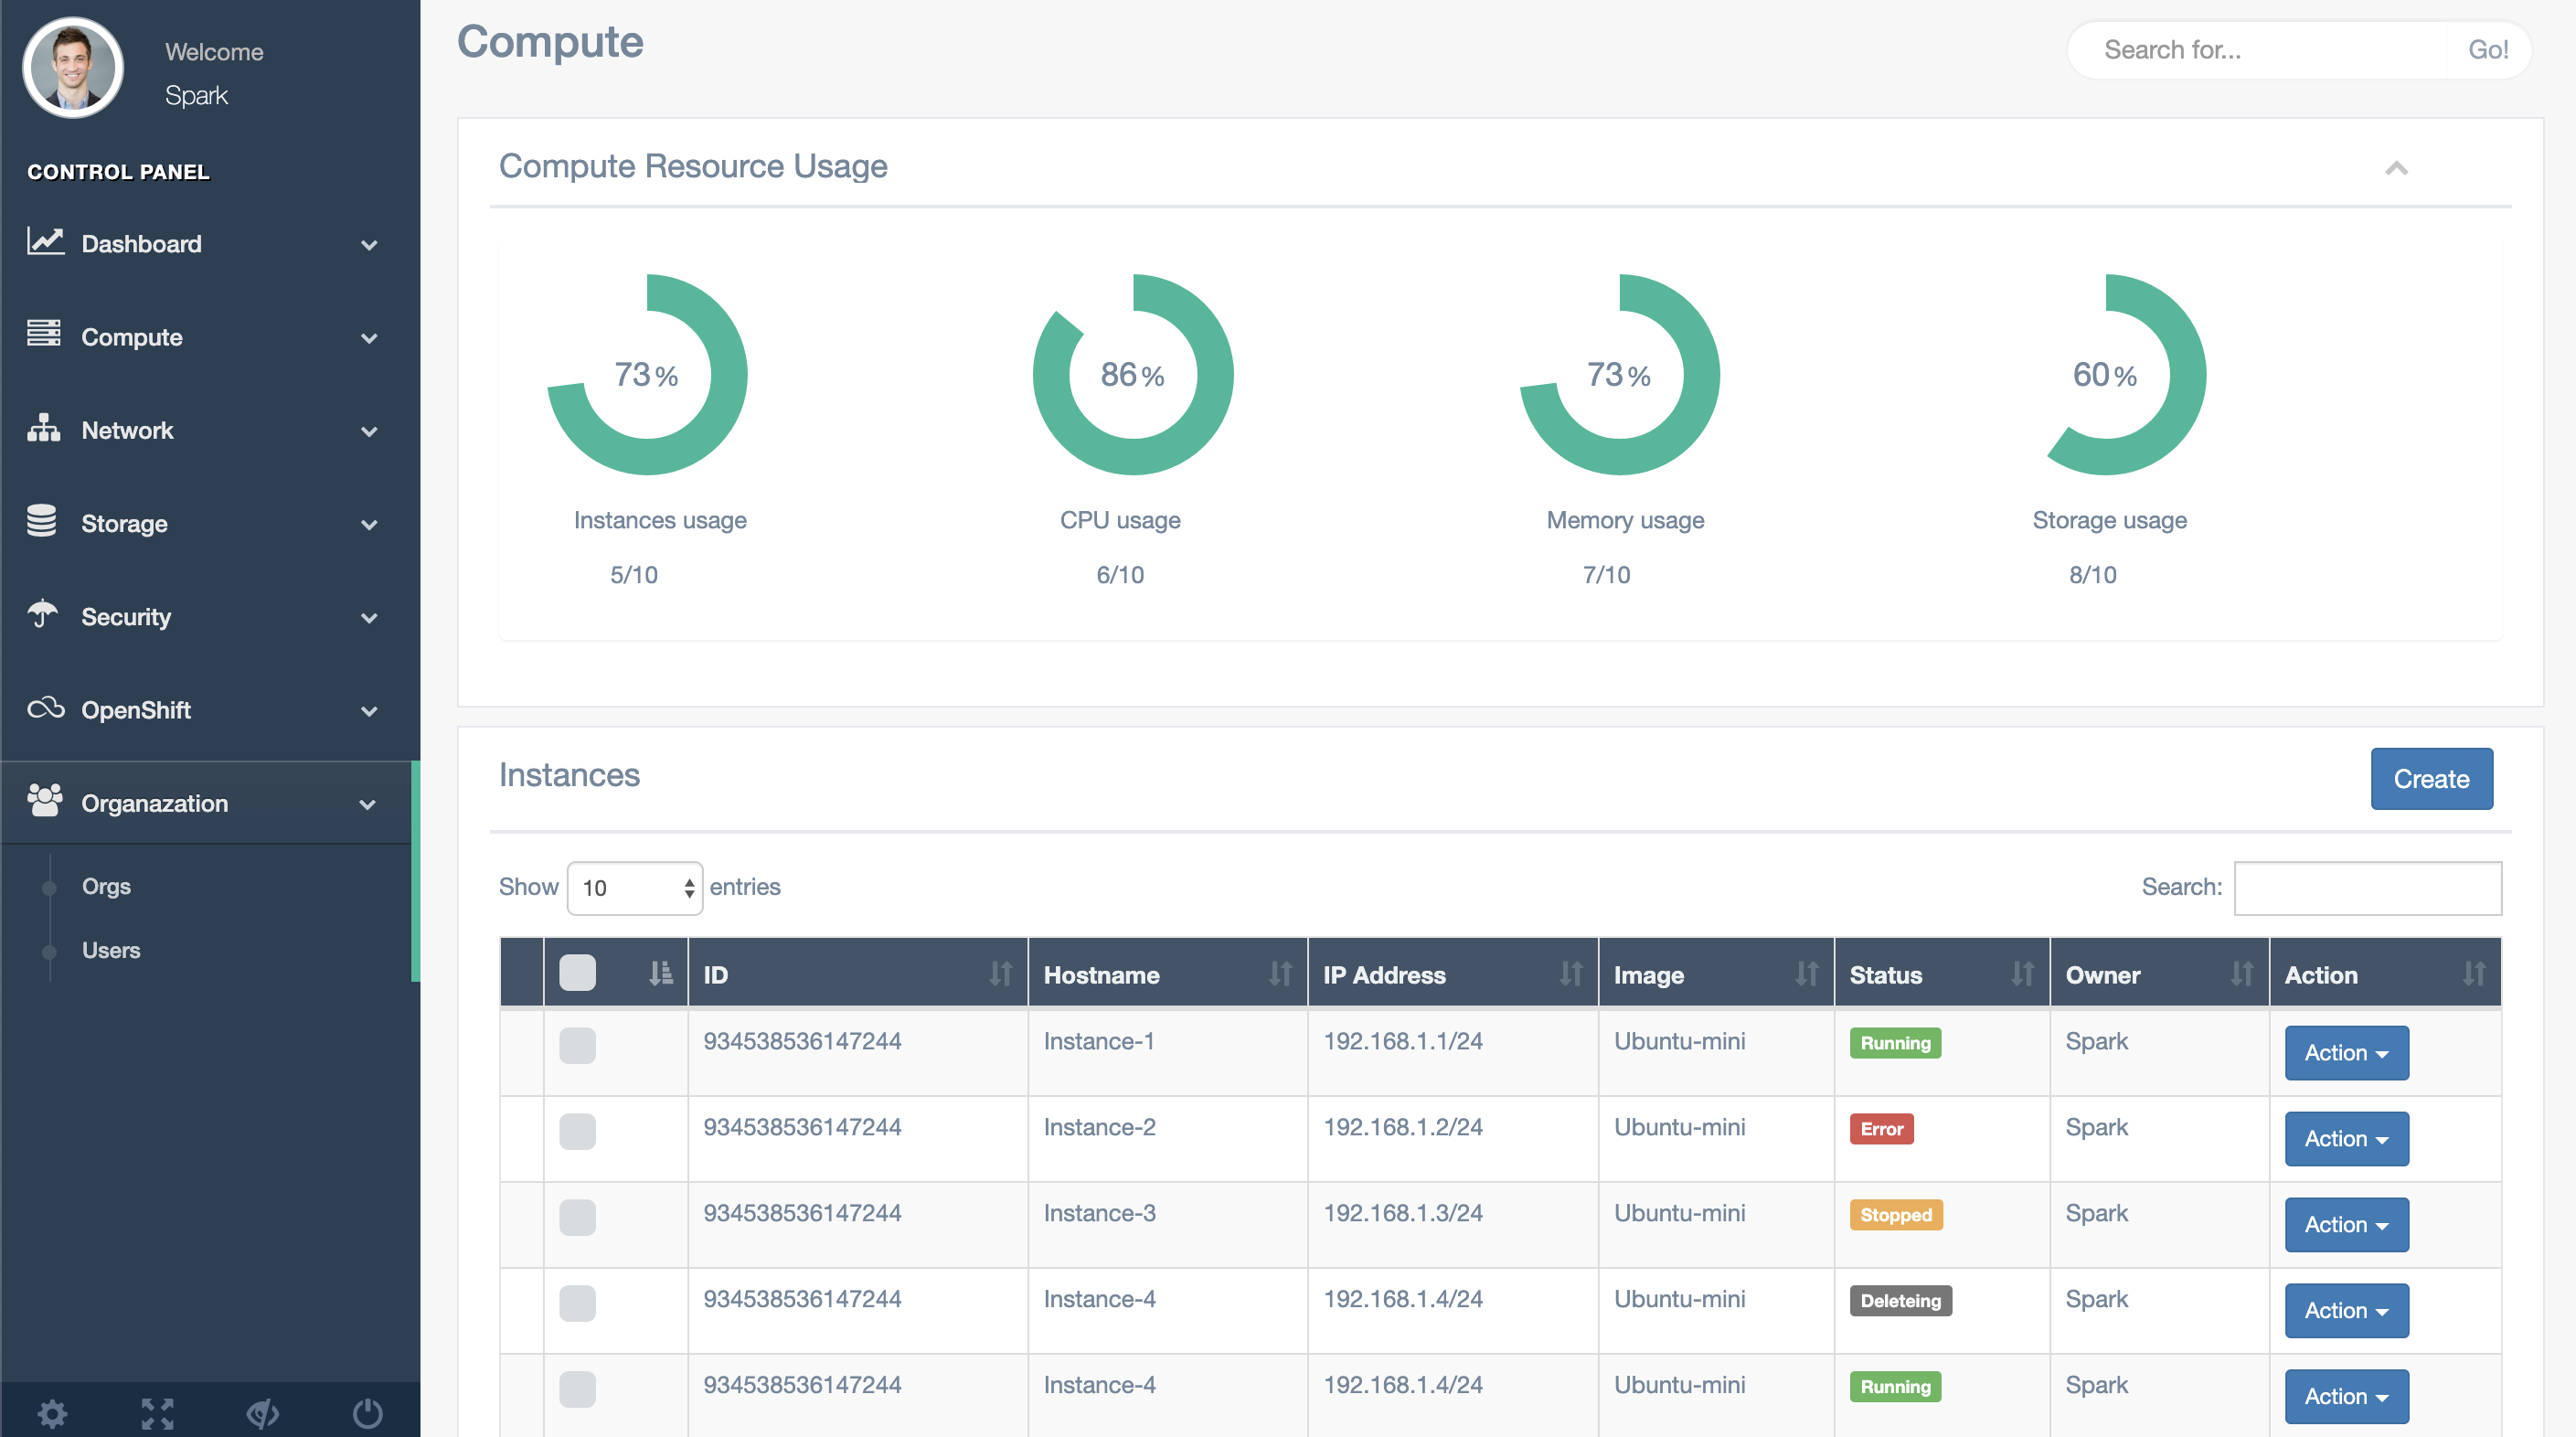 Welcome
Spark
CONTROL PANEL
Dashboard
Compute
Network
Storage
Security
OpenShift
Organazation
Orgs
Users
Compute
Search for...
Go!
Compute Resource Usage
73% 86% 73% 60%
Instances usage CPU usage Memory usage Storage usage
5/10 6/10 7/10 8/10
Instances
Create
Show 10 entries
Search:
ID Hostname IP Address Image Status Owner Action
934538536147244 Instance-1 192.168.1.1/24 Ubuntu-mini Running Spark Action
934538536147244 Instance-2 192.168.1.2/24 Ubuntu-mini Error Spark Action
934538536147244 Instance-3 192.168.1.3/24 Ubuntu-mini Stopped Spark Action
934538536147244 Instance-4 192.168.1.4/24 Ubuntu-mini Deleteing Spark Action
934538536147244 Instance-4 192.168.1.4/24 Ubuntu-mini Running Spark Action